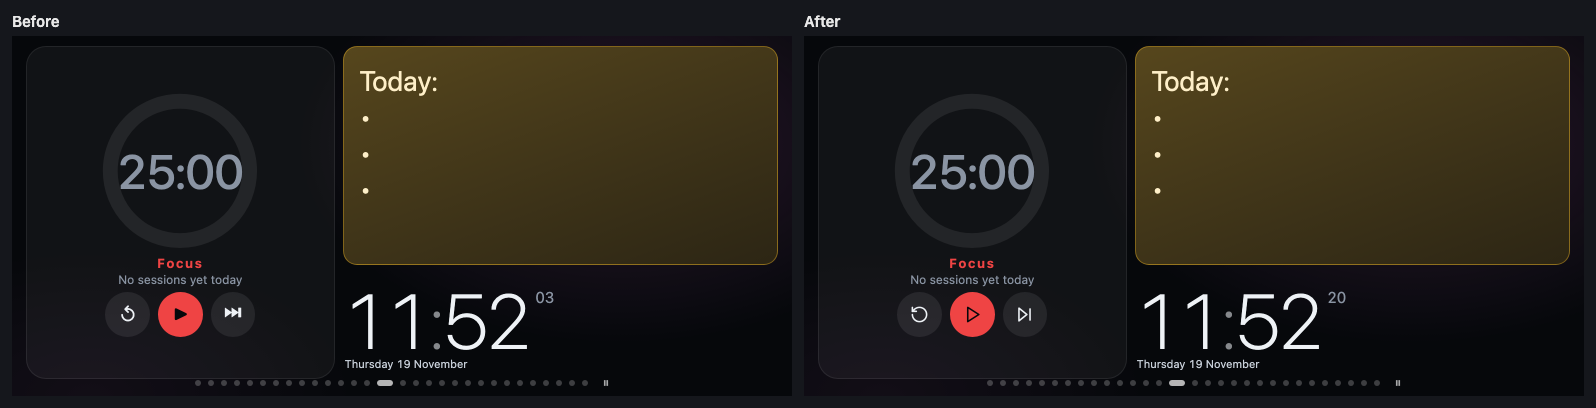 Before
25:00
Focus
No sessions yet today
Today:
•
•
•
11:52 03
Thursday 19 November
After
25:00
Focus
No sessions yet today
Today:
•
•
•
11:52 20
Thursday 19 November